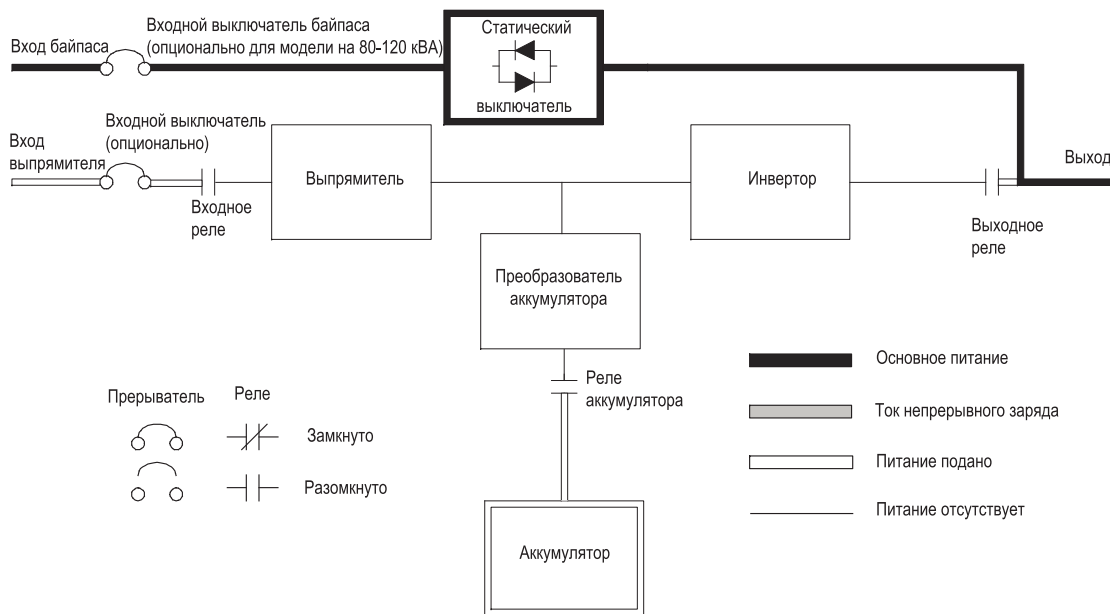 Входной выключатель байпаса
(опционально для модели на 80-120 кВА)
Вход байпаса
Статический
выключатель
Входной выключатель
(опционально)
Вход
выпрямителя
Выпрямитель
Инвертор
Выход
Входное
реле
Выходное
реле
Преобразователь
аккумулятора
Реле
аккумулятора
Аккумулятор
Прерыватель
Реле
Замкнуто
Разомкнуто
Основное питание
Ток непрерывного заряда
Питание подано
Питание отсутствует